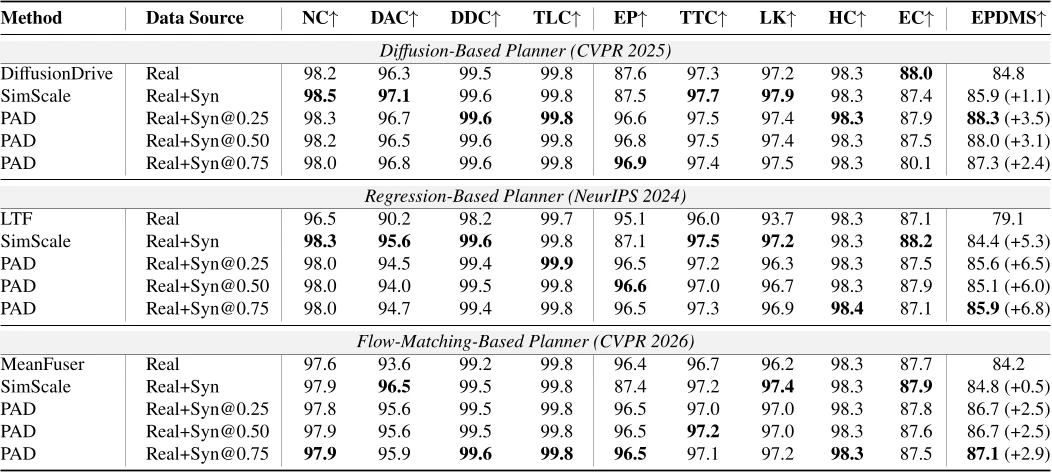 Method Data Source NC↑ DAC↑ DDC↑ TLC↑ EP↑ TTC↑ LK↑ HC↑ EC↑ EPDMS↑
Diffusion-Based Planner (CVPR 2025)
DiffusionDrive Real 98.2 96.3 99.5 99.8 87.6 97.3 97.2 98.3 88.0 84.8
SimScale Real+Syn 98.5 97.1 99.6 99.8 87.5 97.7 97.9 98.3 87.4 85.9 (+1.1)
PAD Real+Syn@0.25 98.3 96.7 99.6 99.8 96.6 97.5 97.4 98.3 87.9 88.3 (+3.5)
PAD Real+Syn@0.50 98.2 96.5 99.6 99.8 96.8 97.5 97.4 98.3 87.5 88.0 (+3.1)
PAD Real+Syn@0.75 98.0 96.8 99.6 99.8 96.9 97.4 97.5 98.3 80.1 87.3 (+2.4)
Regression-Based Planner (NeurIPS 2024)
LTF Real 96.5 90.2 98.2 99.7 95.1 96.0 93.7 98.3 87.1 79.1
SimScale Real+Syn 98.3 95.6 99.6 99.8 87.1 97.5 97.2 98.3 88.2 84.4 (+5.3)
PAD Real+Syn@0.25 98.0 94.5 99.4 99.9 96.5 97.2 96.3 98.3 87.5 85.6 (+6.5)
PAD Real+Syn@0.50 98.0 94.0 99.5 99.8 96.6 97.0 96.7 98.3 87.9 85.1 (+6.0)
PAD Real+Syn@0.75 98.0 94.7 99.4 99.8 96.5 97.3 96.9 98.4 87.1 85.9 (+6.8)
Flow-Matching-Based Planner (CVPR 2026)
MeanFuser Real 97.6 93.6 99.2 99.8 96.4 96.7 96.2 98.3 87.7 84.2
SimScale Real+Syn 97.9 96.5 99.5 99.8 87.4 97.2 97.4 98.3 87.9 84.8 (+0.5)
PAD Real+Syn@0.25 97.8 95.6 99.5 99.8 96.5 97.0 97.0 98.3 87.8 86.7 (+2.5)
PAD Real+Syn@0.50 97.9 95.6 99.5 99.8 96.5 97.2 97.0 98.3 87.6 86.7 (+2.5)
PAD Real+Syn@0.75 97.9 95.9 99.6 99.8 96.5 97.1 97.2 98.3 87.8 87.1 (+2.9)